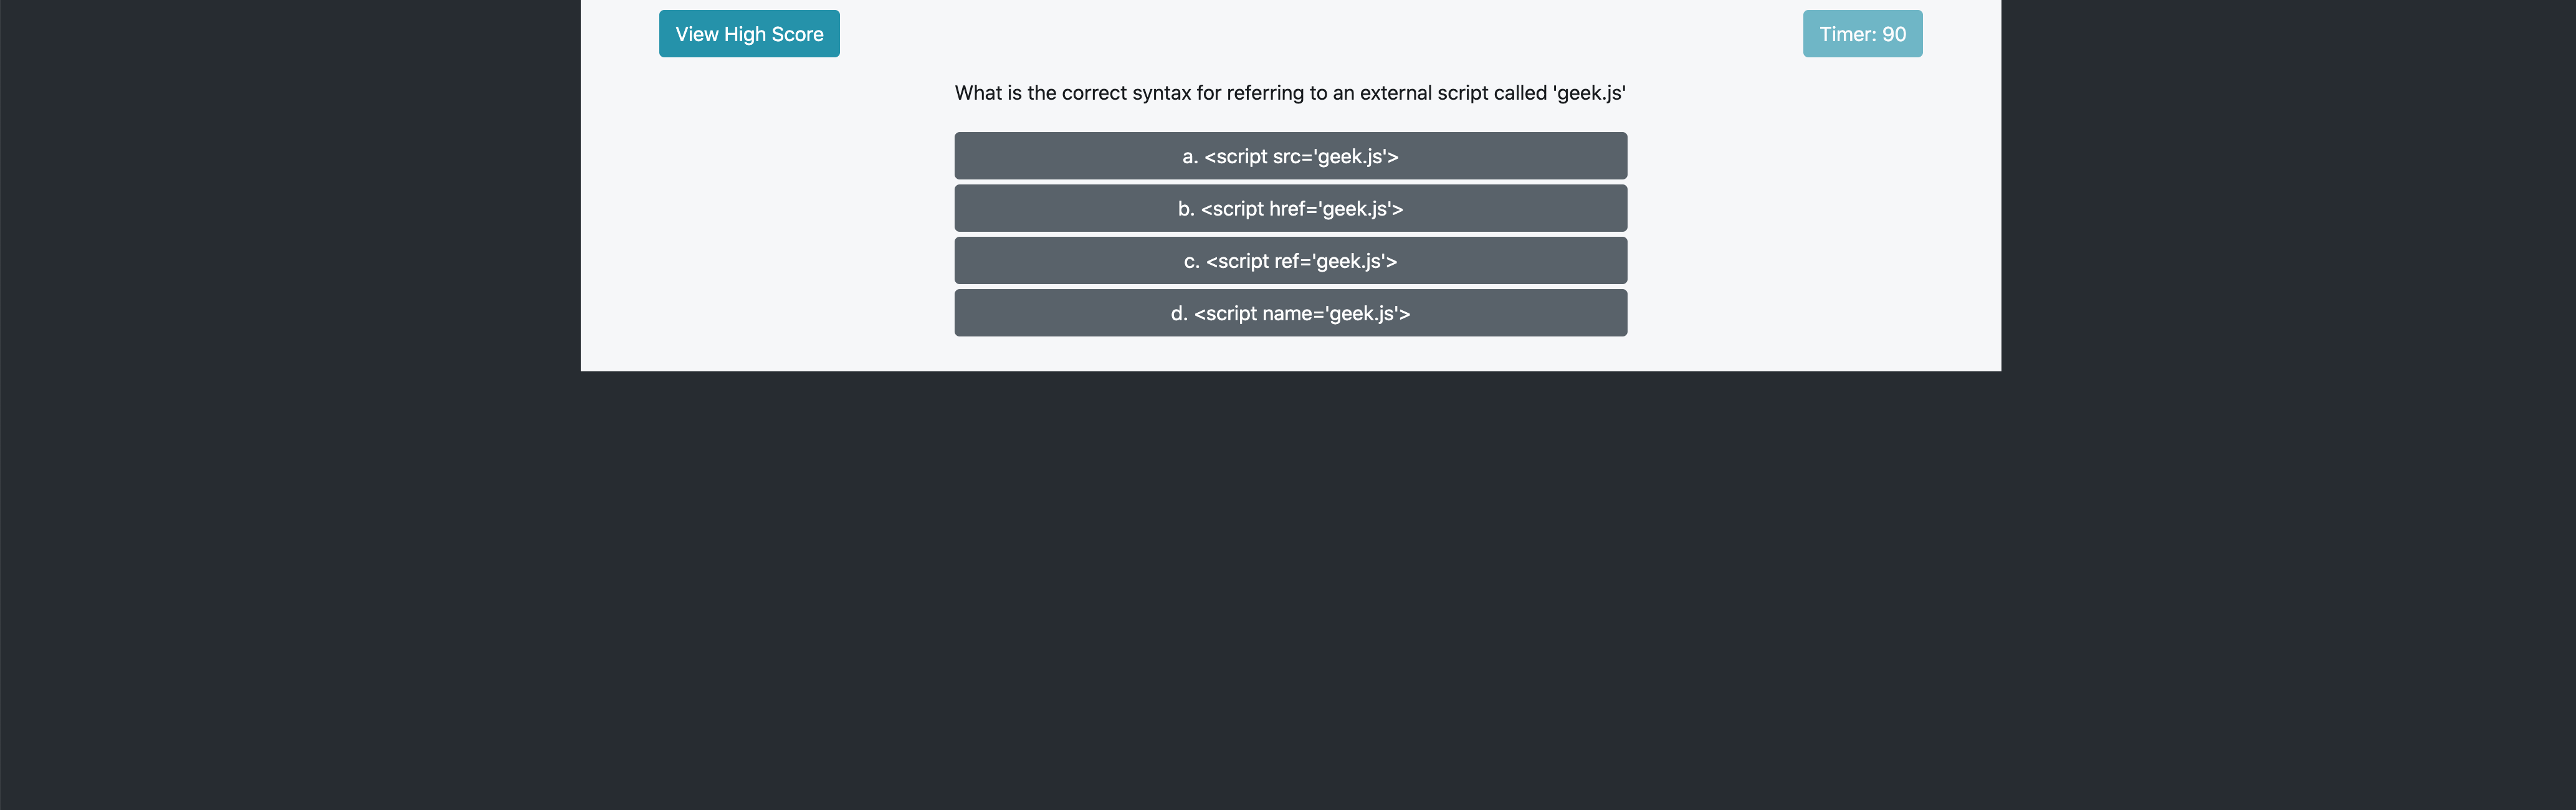 View High Score
Timer: 90
What is the correct syntax for referring to an external script called 'geek.js'
a. <script src='geek.js'>
b. <script href='geek.js'>
c. <script ref='geek.js'>
d. <script name='geek.js'>